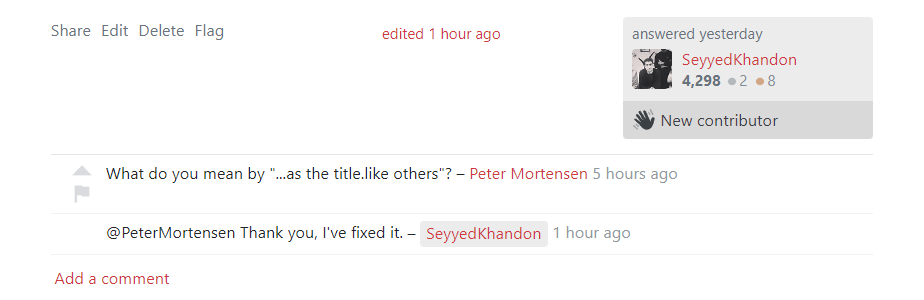 Share Edit Delete Flag
edited 1 hour ago
answered yesterday
SeyyedKhandon
4,298 2 8
New contributor
What do you mean by "...as the title.like others"? – Peter Mortensen 5 hours ago
@PeterMortensen Thank you, I've fixed it. – SeyyedKhandon 1 hour ago
Add a comment